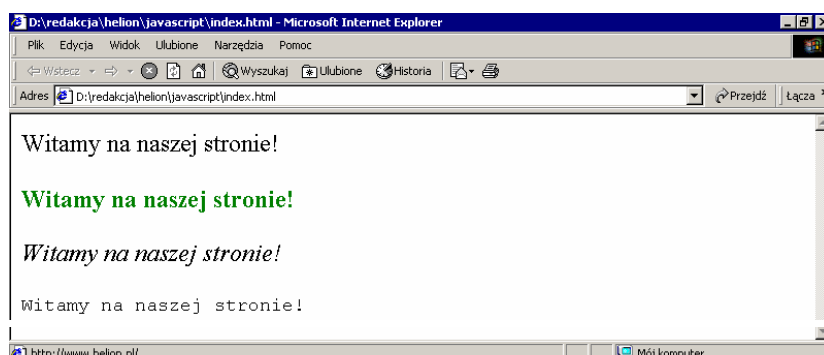 D:\redakcja\helion\javascript\index.html - Microsoft Internet Explorer
Plik Edycja Widok Ulubione Narzędzia Pomoc
Wstecz Wyszukaj Ulubione Historia
Adres D:\redakcja\helion\javascript\index.html Przejdź Łącza
Witamy na naszej stronie!
Witamy na naszej stronie!
Witamy na naszej stronie!
Witamy na naszej stronie!
http://www.helion.pl/ Mój komputer